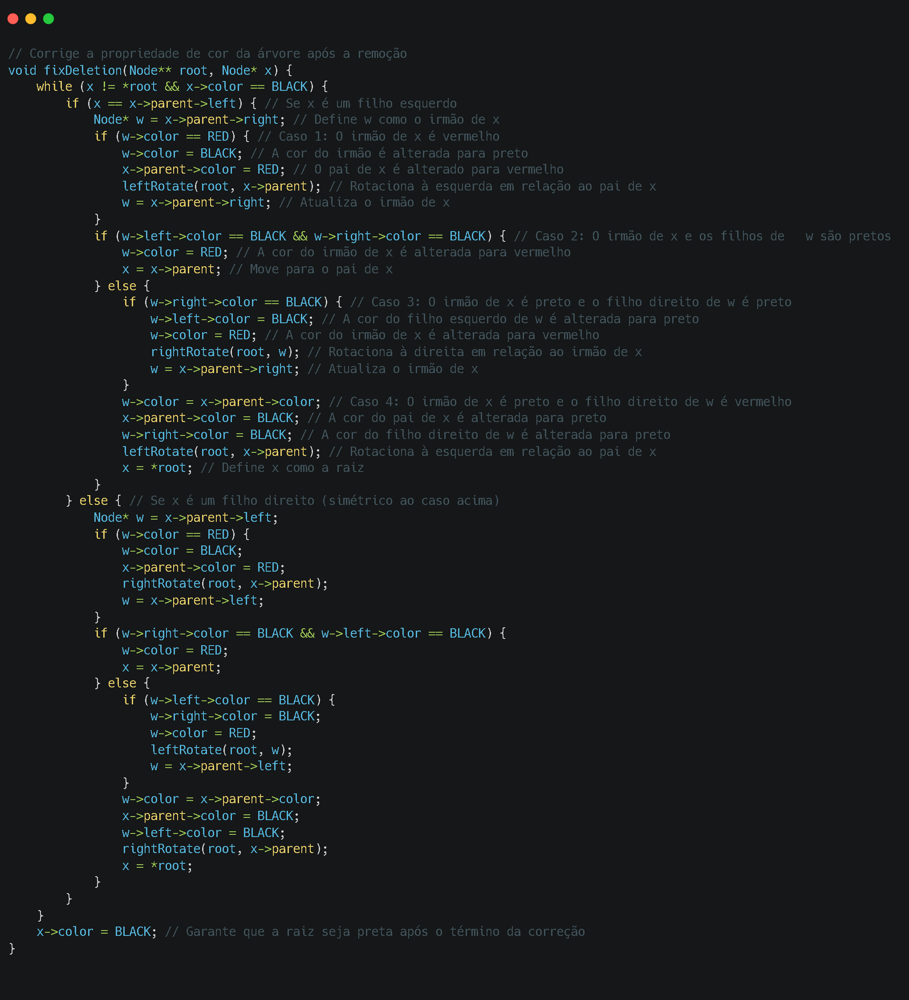 // Corrige a propriedade de cor da árvore após a remoção
void fixDeletion(Node** root, Node* x) {
    while (x != *root && x->color == BLACK) {
        if (x == x->parent->left) { // Se x é um filho esquerdo
            Node* w = x->parent->right; // Define w como o irmão de x
            if (w->color == RED) { // Caso 1: O irmão de x é vermelho
                w->color = BLACK; // A cor do irmão é alterada para preto
                x->parent->color = RED; // O pai de x é alterado para vermelho
                leftRotate(root, x->parent); // Rotaciona à esquerda em relação ao pai de x
                w = x->parent->right; // Atualiza o irmão de x
            }
            if (w->left->color == BLACK && w->right->color == BLACK) { // Caso 2: O irmão de x e os filhos de   w são pretos
                w->color = RED; // A cor do irmão de x é alterada para vermelho
                x = x->parent; // Move para o pai de x
            } else {
                if (w->right->color == BLACK) { // Caso 3: O irmão de x é preto e o filho direito de w é preto
                    w->left->color = BLACK; // A cor do filho esquerdo de w é alterada para preto
                    w->color = RED; // A cor do irmão de x é alterada para vermelho
                    rightRotate(root, w); // Rotaciona à direita em relação ao irmão de x
                    w = x->parent->right; // Atualiza o irmão de x
                }
                w->color = x->parent->color; // Caso 4: O irmão de x é preto e o filho direito de w é vermelho
                x->parent->color = BLACK; // A cor do pai de x é alterada para preto
                w->right->color = BLACK; // A cor do filho direito de w é alterada para preto
                leftRotate(root, x->parent); // Rotaciona à esquerda em relação ao pai de x
                x = *root; // Define x como a raiz
            }
        } else { // Se x é um filho direito (simétrico ao caso acima)
            Node* w = x->parent->left;
            if (w->color == RED) {
                w->color = BLACK;
                x->parent->color = RED;
                rightRotate(root, x->parent);
                w = x->parent->left;
            }
            if (w->right->color == BLACK && w->left->color == BLACK) {
                w->color = RED;
                x = x->parent;
            } else {
                if (w->left->color == BLACK) {
                    w->right->color = BLACK;
                    w->color = RED;
                    leftRotate(root, w);
                    w = x->parent->left;
                }
                w->color = x->parent->color;
                x->parent->color = BLACK;
                w->left->color = BLACK;
                rightRotate(root, x->parent);
                x = *root;
            }
        }
    }
    x->color = BLACK; // Garante que a raiz seja preta após o término da correção
}